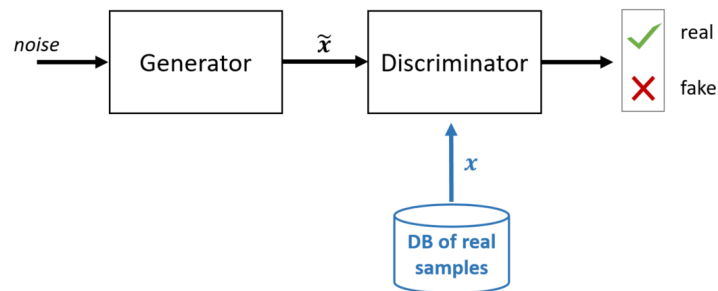 noise
Generator
x̃
Discriminator
real
fake
x
DB of real
samples